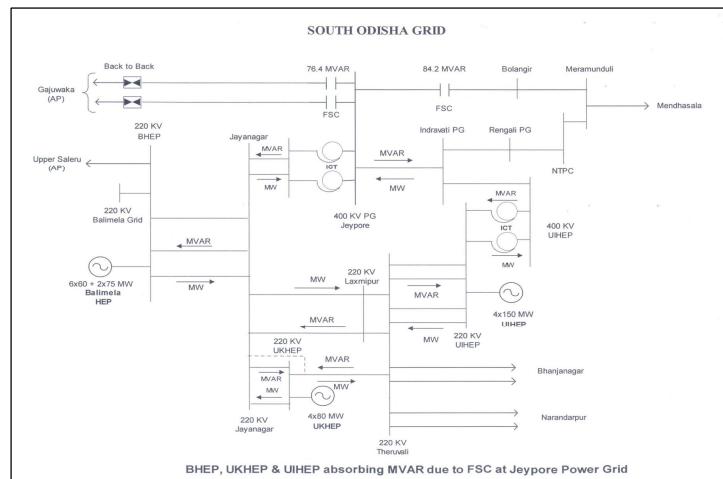 SOUTH ODISHA GRID
Back to Back
76.4 MVAR
84.2 MVAR
Bolangir
Meramunduli
Gajuwaka
(AP)
FSC
FSC
Mendhasala
220 KV
BHEP
Jayanagar
Indravati PG
Rengali PG
MVAR
MVAR
Upper Saleru
(AP)
ICT
NTPC
MW
MW
MVAR
220 KV
Balimela Grid
400 KV PG
Jeypore
ICT
400 KV
UIHEP
MVAR
MW
6x60 + 2x75 MW
Balimela
HEP
MW
MW
220 KV
Laxmipur
MVAR
4x150 MW
UIHEP
MVAR
MW
220 KV
UIHEP
220 KV
UKHEP
MVAR
Bhanjanagar
MVAR
MW
MW
4x80 MW
UKHEP
Narandarpur
220 KV
Jayanagar
220 KV
Theruvali
BHEP, UKHEP & UIHEP absorbing MVAR due to FSC at Jeypore Power Grid